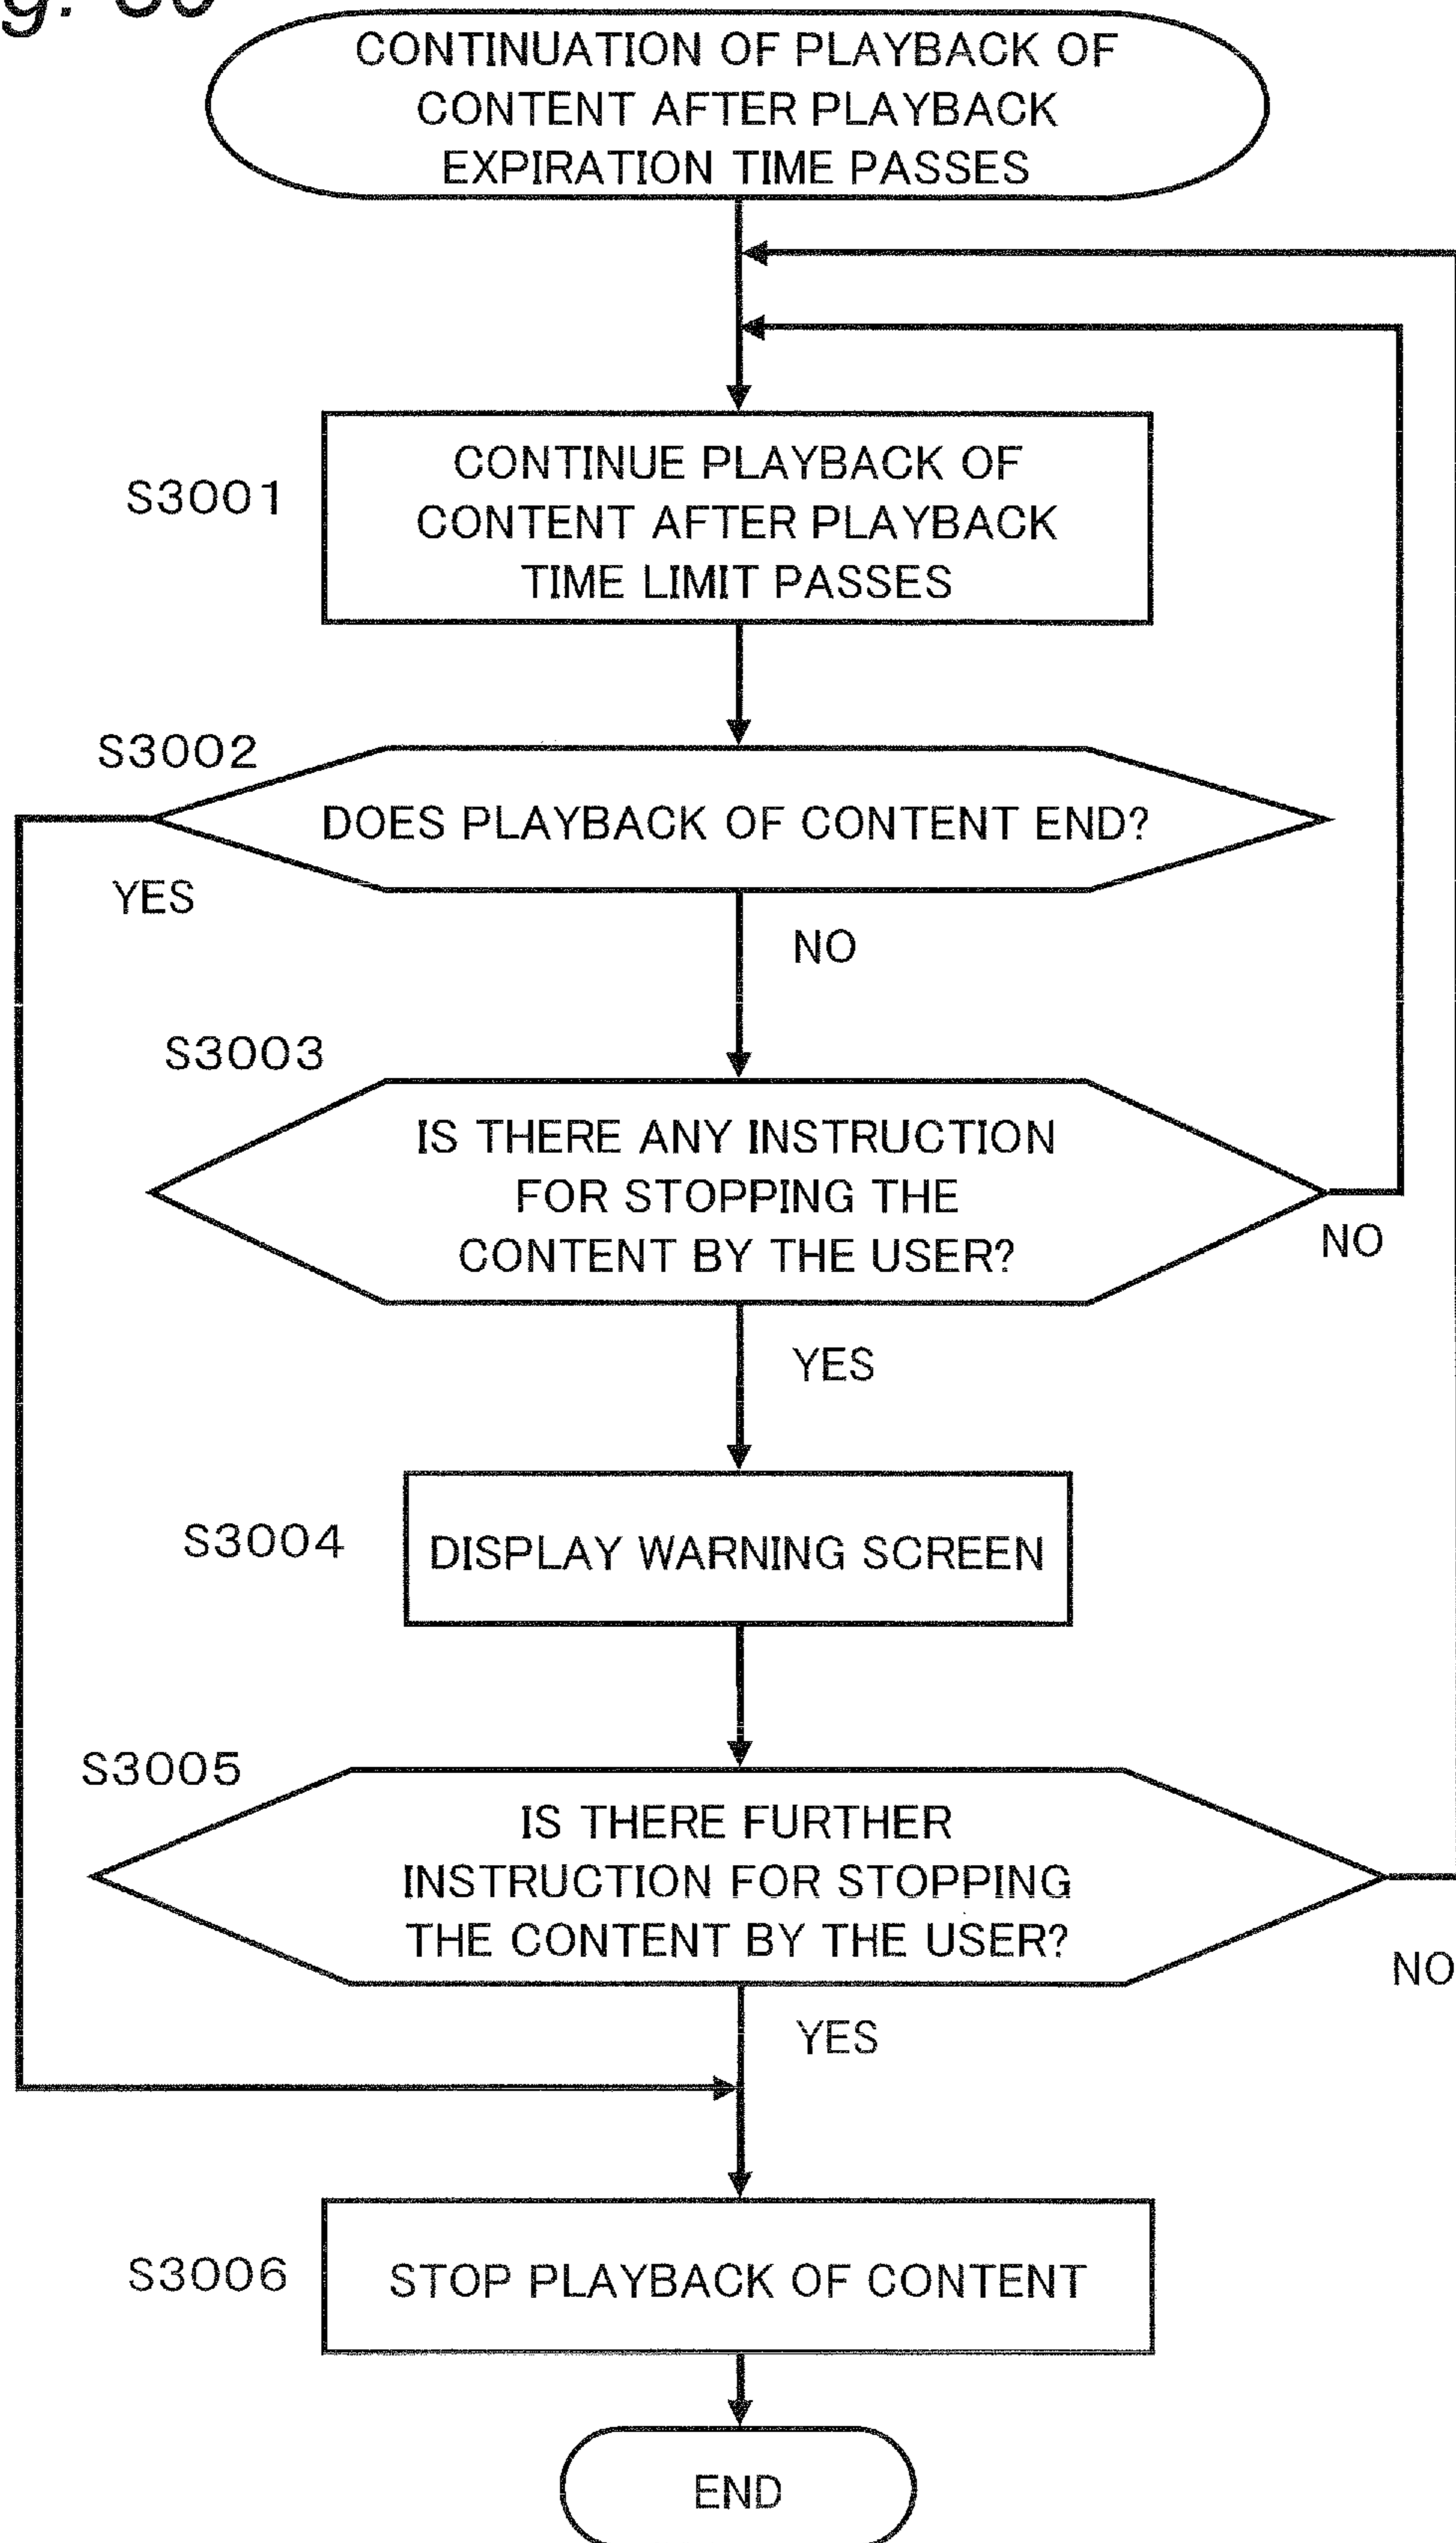 CONTINUATION OF PLAYBACK OF
CONTENT AFTER PLAYBACK
EXPIRATION TIME PASSES
S3001
CONTINUE PLAYBACK OF
CONTENT AFTER PLAYBACK
TIME LIMIT PASSES
S3002
DOES PLAYBACK OF CONTENT END?
YES
NO
S3003
IS THERE ANY INSTRUCTION
FOR STOPPING THE
CONTENT BY THE USER?
NO
YES
S3004
DISPLAY WARNING SCREEN
S3005
IS THERE FURTHER
INSTRUCTION FOR STOPPING
THE CONTENT BY THE USER?
NO
YES
S3006
STOP PLAYBACK OF CONTENT
END